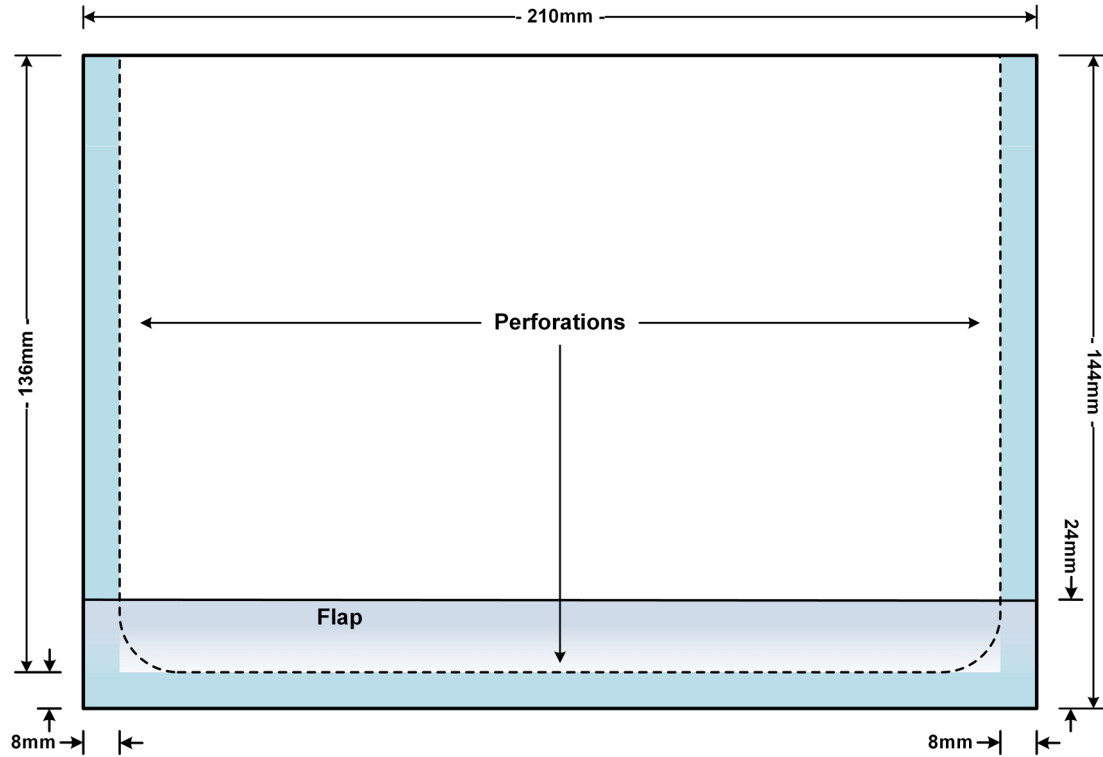 - 210mm -
- 136mm -
- 144mm -
Perforations
24mm
Flap
8mm
8mm